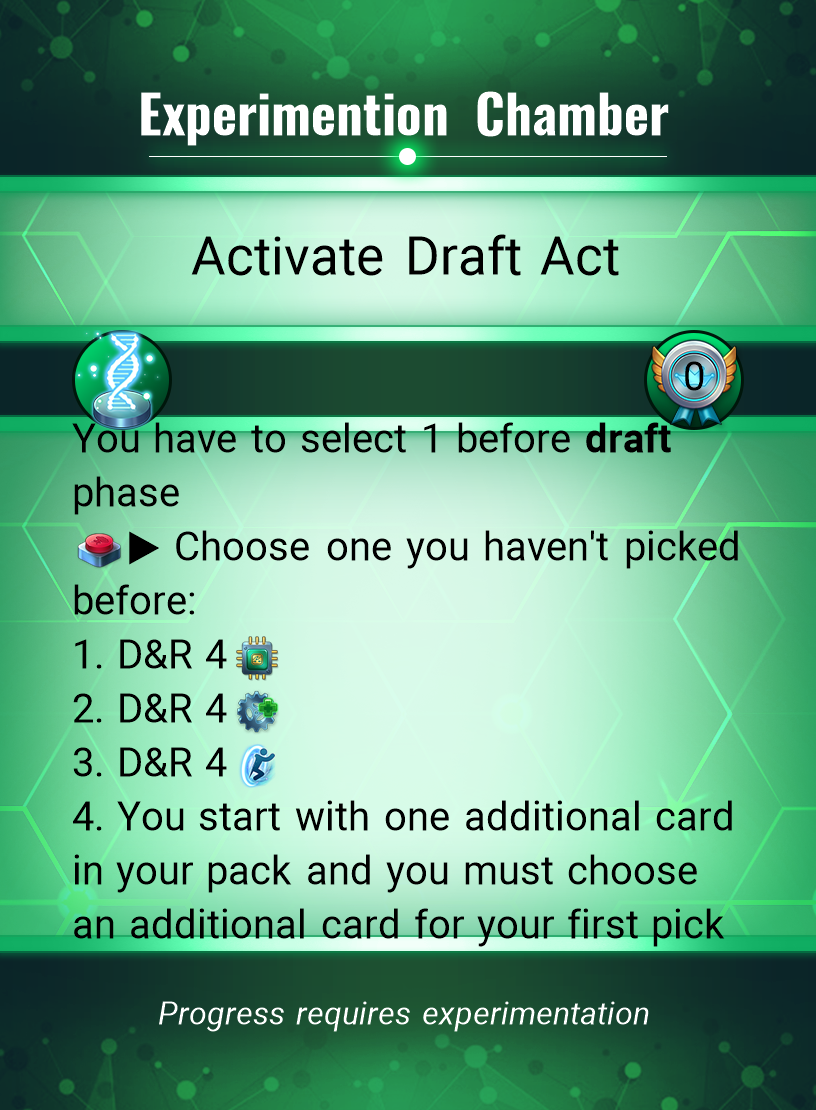 Experimention Chamber
Activate Draft Act
0
You have to select 1 before draft
phase
▶ Choose one you haven't picked
before:
1. D&R 4
2. D&R 4
3. D&R 4
4. You start with one additional card
in your pack and you must choose
an additional card for your first pick
Progress requires experimentation